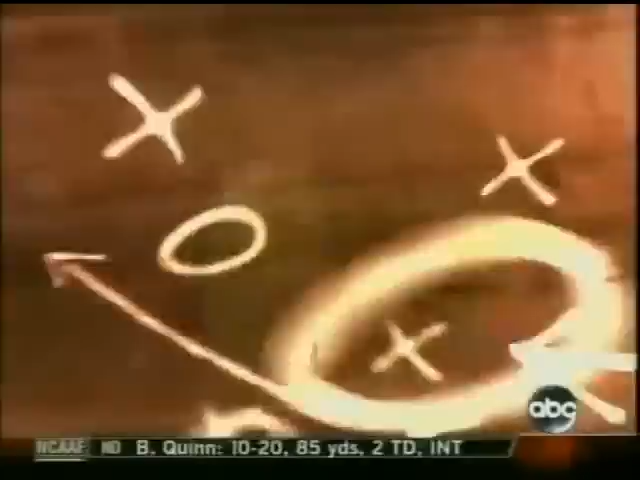 abc
NCAAF ND B. Quinn: 10-20, 85 yds, 2 TD, INT